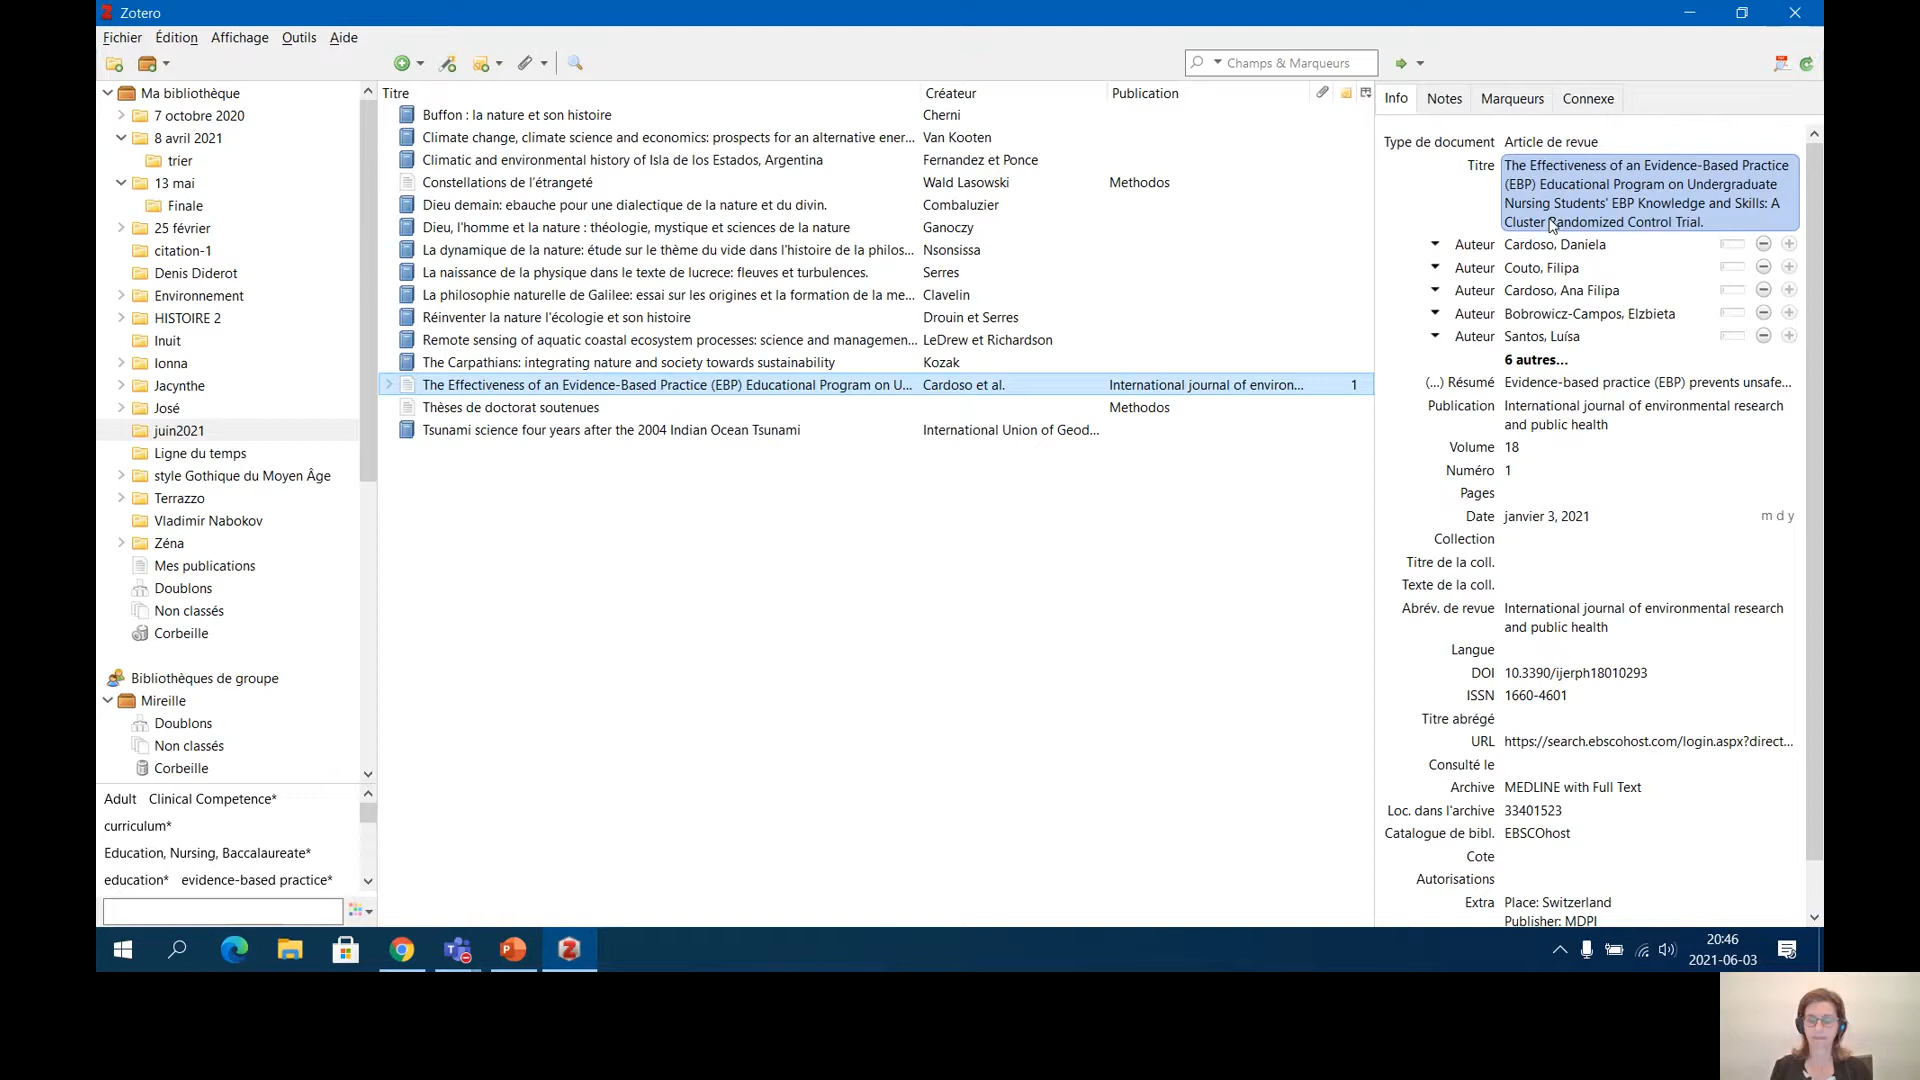 Zotero
Fichier Édition Affichage Outils Aide
Champs & Marqueurs
Ma bibliothèque
7 octobre 2020
8 avril 2021
trier
13 mai
Finale
25 février
citation-1
Denis Diderot
Environnement
HISTOIRE 2
Inuit
Ionna
Jacynthe
José
juin2021
Ligne du temps
style Gothique du Moyen Âge
Terrazzo
Vladimir Nabokov
Zéna
Mes publications
Doublons
Non classés
Corbeille
Bibliothèques de groupe
Mireille
Doublons
Non classés
Corbeille
Adult Clinical Competence*
curriculum*
Education, Nursing, Baccalaureate*
education* evidence-based practice*
Titre Créateur Publication
Buffon : la nature et son histoire Cherni
Climate change, climate science and economics: prospects for an alternative ener... Van Kooten
Climatic and environmental history of Isla de los Estados, Argentina Fernandez et Ponce
Constellations de l'étrangeté Wald Lasowski Methodos
Dieu demain: ebauche pour une dialectique de la nature et du divin. Combaluzier
Dieu, l'homme et la nature : théologie, mystique et sciences de la nature Ganoczy
La dynamique de la nature: étude sur le thème du vide dans l'histoire de la philos... Nsonsissa
La naissance de la physique dans le texte de lucrece: fleuves et turbulences. Serres
La philosophie naturelle de Galilee: essai sur les origines et la formation de la me... Clavelin
Réinventer la nature l'écologie et son histoire Drouin et Serres
Remote sensing of aquatic coastal ecosystem processes: science and managemen... LeDrew et Richardson
The Carpathians: integrating nature and society towards sustainability Kozak
The Effectiveness of an Evidence-Based Practice (EBP) Educational Program on U... Cardoso et al. International journal of environ... 1
Thèses de doctorat soutenues Methodos
Tsunami science four years after the 2004 Indian Ocean Tsunami International Union of Geod...
Info Notes Marqueurs Connexe
Type de document Article de revue
Titre The Effectiveness of an Evidence-Based Practice
(EBP) Educational Program on Undergraduate
Nursing Students' EBP Knowledge and Skills: A
Cluster Randomized Control Trial.
Auteur Cardoso, Daniela
Auteur Couto, Filipa
Auteur Cardoso, Ana Filipa
Auteur Bobrowicz-Campos, Elzbieta
Auteur Santos, Luísa
6 autres...
(...) Résumé Evidence-based practice (EBP) prevents unsafe...
Publication International journal of environmental research
and public health
Volume 18
Numéro 1
Pages
Date janvier 3, 2021 m d y
Collection
Titre de la coll.
Texte de la coll.
Abrév. de revue International journal of environmental research
and public health
Langue
DOI 10.3390/ijerph18010293
ISSN 1660-4601
Titre abrégé
URL https://search.ebscohost.com/login.aspx?direct...
Consulté le
Archive MEDLINE with Full Text
Loc. dans l'archive 33401523
Catalogue de bibl. EBSCOhost
Cote
Autorisations
Extra Place: Switzerland
Publisher: MDPI
20:46
2021-06-03